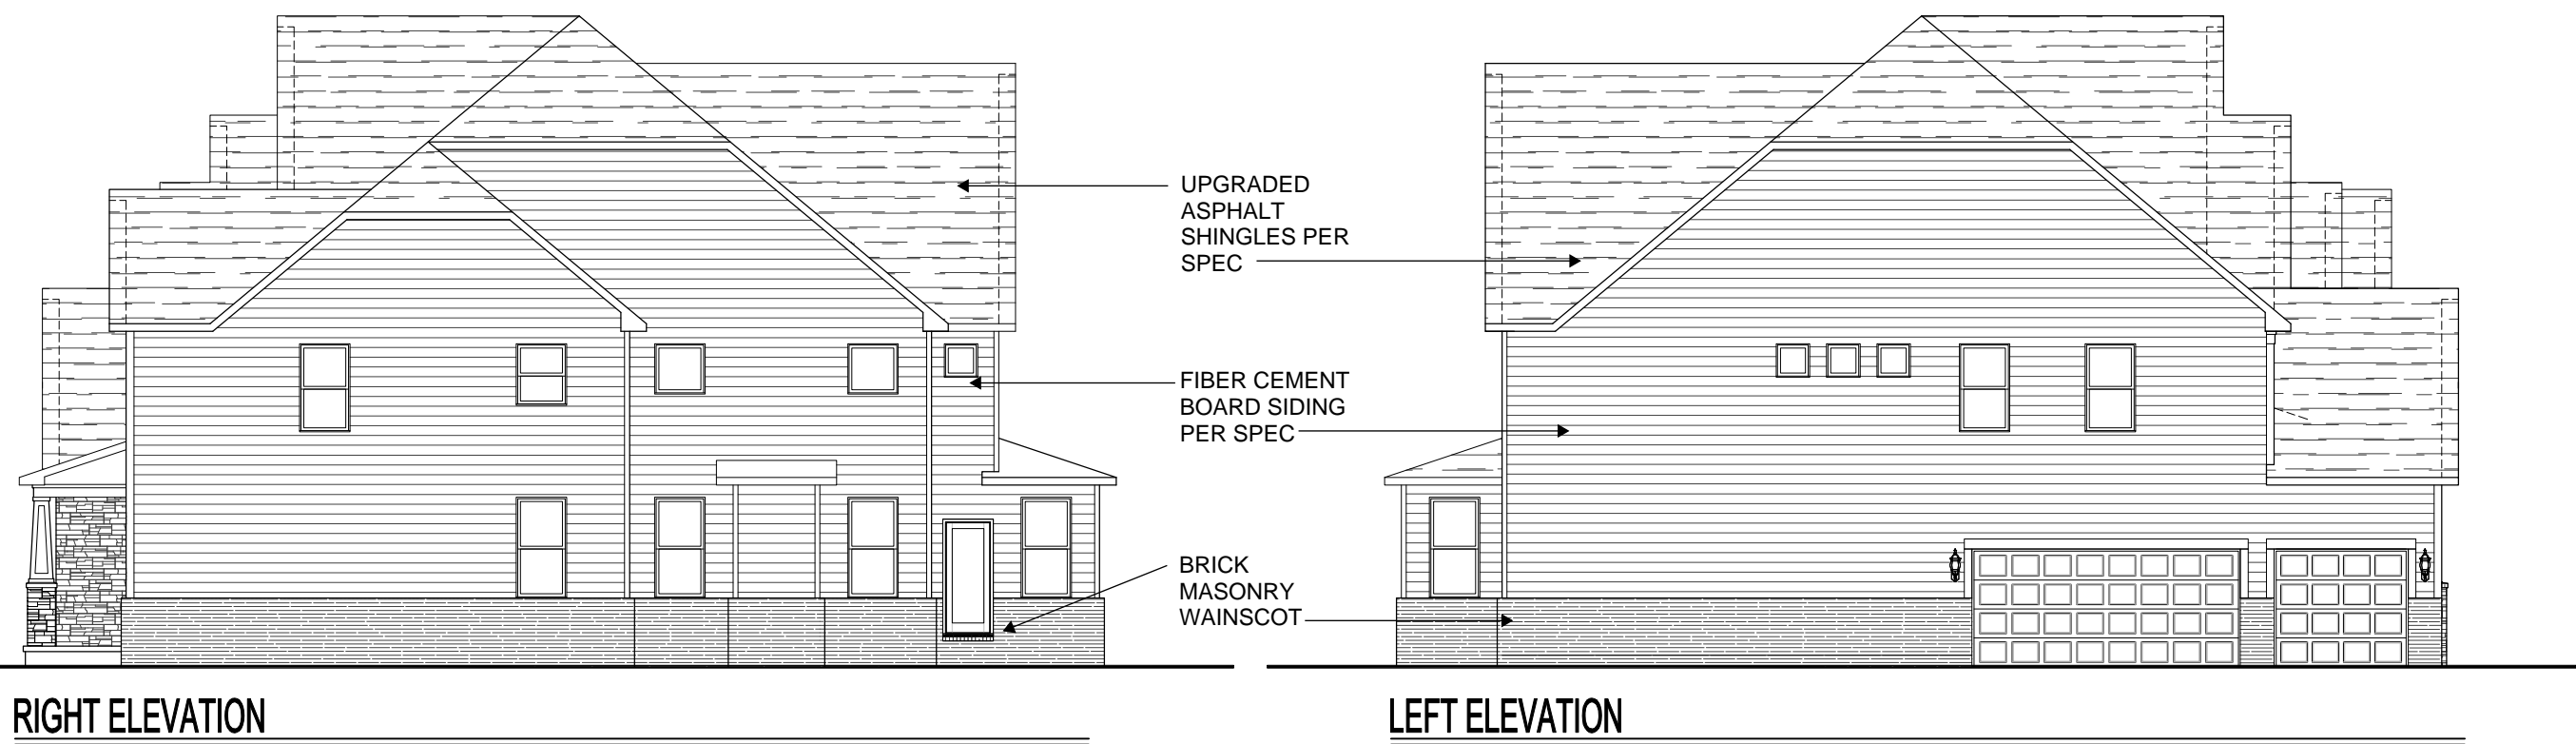 UPGRADED
ASPHALT
SHINGLES PER
SPEC
FIBER CEMENT
BOARD SIDING
PER SPEC
BRICK
MASONRY
WAINSCOT
RIGHT ELEVATION
LEFT ELEVATION